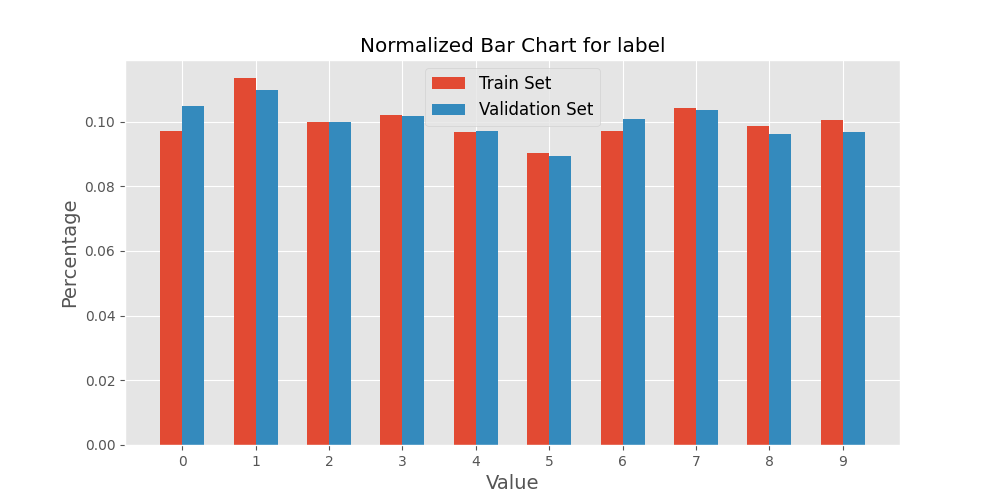 Normalized Bar Chart for label
Train Set
Validation Set
Percentage
0.10
0.08
0.06
0.04
0.02
0.00
0 1 2 3 4 5 6 7 8 9
Value